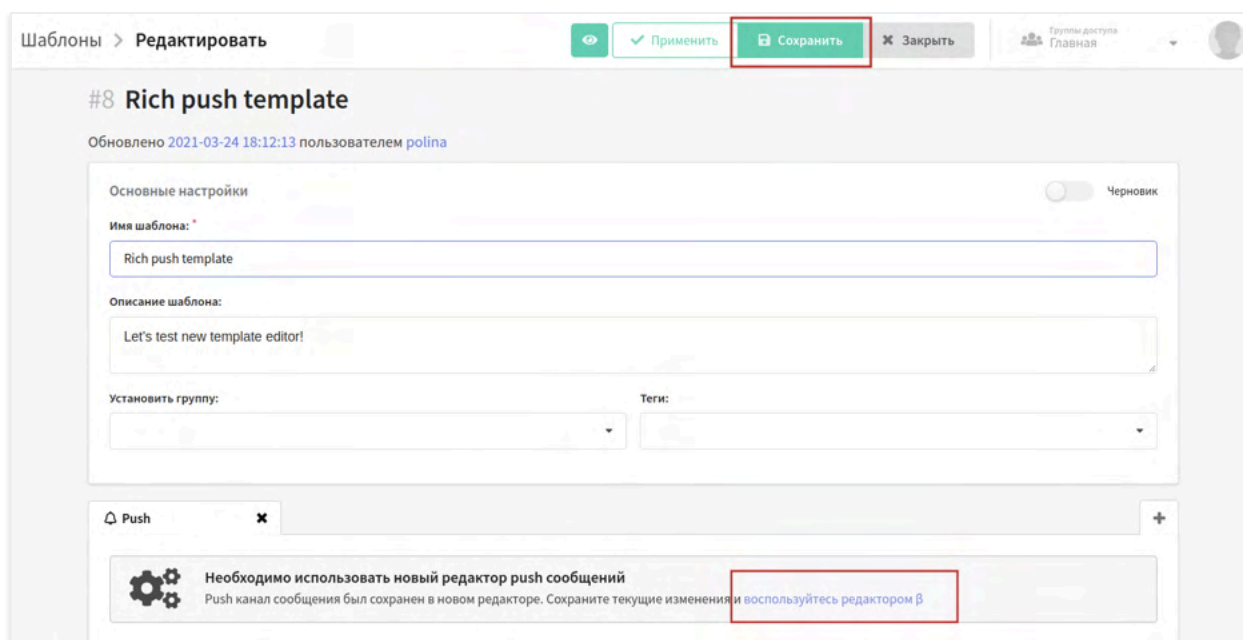 Шаблоны > Редактировать
Применить
Сохранить
Закрыть
Группы доступа
Главная
#8 Rich push template
Обновлено 2021-03-24 18:12:13 пользователем polina
Основные настройки
Черновик
Имя шаблона: *
Rich push template
Описание шаблона:
Let's test new template editor!
Установить группу:
Теги:
Push
Необходимо использовать новый редактор push сообщений
Push канал сообщения был сохранен в новом редакторе. Сохраните текущие изменения и воспользуйтесь редактором β